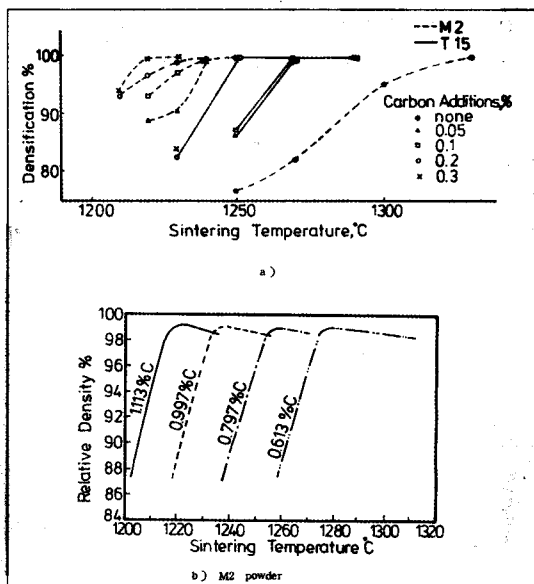 M2
T 15
Carbon Additions,%
none
0.05
0.1
0.2
0.3
100
90
80
Densification %
1200
1250
1300
Sintering Temperature,°C
a)
100
98
96
94
92
90
88
86
84
Relative Density %
1.113%C
0.997%C
0.797%C
0.613 %C
1200
1220
1240
1260
1280
1300
1320
Sintering Temperature °C
b) M2 powder